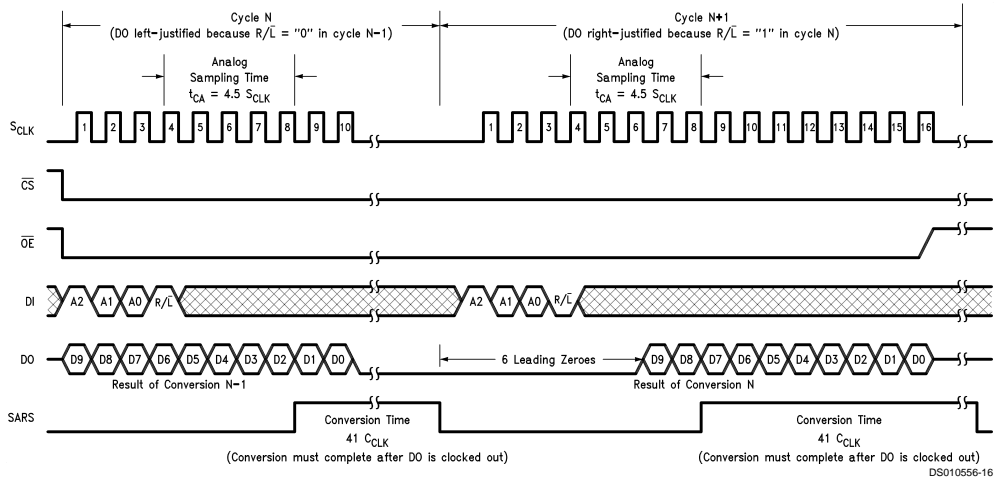 Cycle N
(DO left-justified because R/L̅ = "0" in cycle N-1)
Cycle N+1
(DO right-justified because R/L̅ = "1" in cycle N)
Analog
Sampling Time
tCA = 4.5 SCLK
Analog
Sampling Time
tCA = 4.5 SCLK
SCLK
1 2 3 4 5 6 7 8 9 10
1 2 3 4 5 6 7 8 9 10 11 12 13 14 15 16
C̅S̅
O̅E̅
DI
A2 A1 A0 R/L̅
A2 A1 A0 R/L̅
DO
D9 D8 D7 D6 D5 D4 D3 D2 D1 D0
6 Leading Zeroes
D9 D8 D7 D6 D5 D4 D3 D2 D1 D0
Result of Conversion N-1
Result of Conversion N
SARS
Conversion Time
41 CCLK
(Conversion must complete after DO is clocked out)
Conversion Time
41 CCLK
(Conversion must complete after DO is clocked out)
DS010556-16